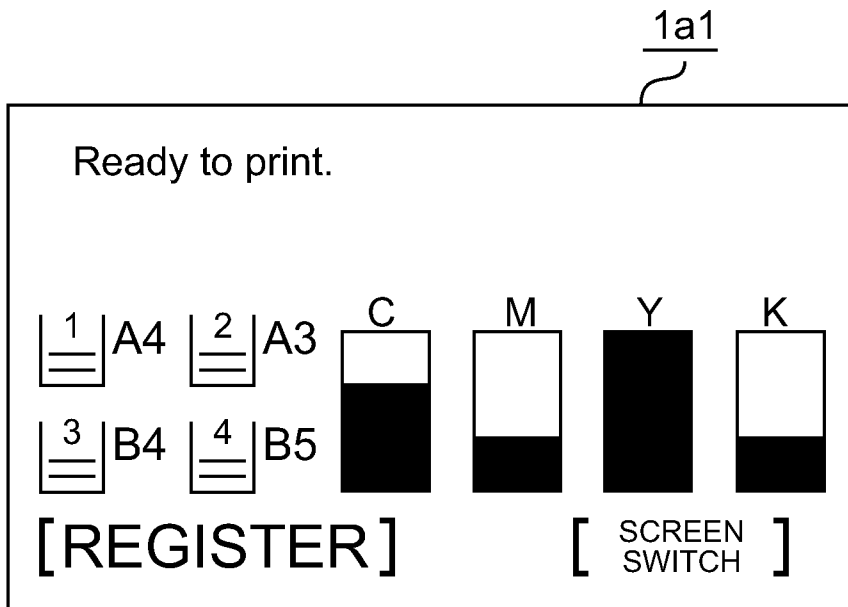 1a1
Ready to print.
1 A4 2 A3
C M Y K
3 B4 4 B5
[REGISTER]
[ SCREEN
SWITCH ]